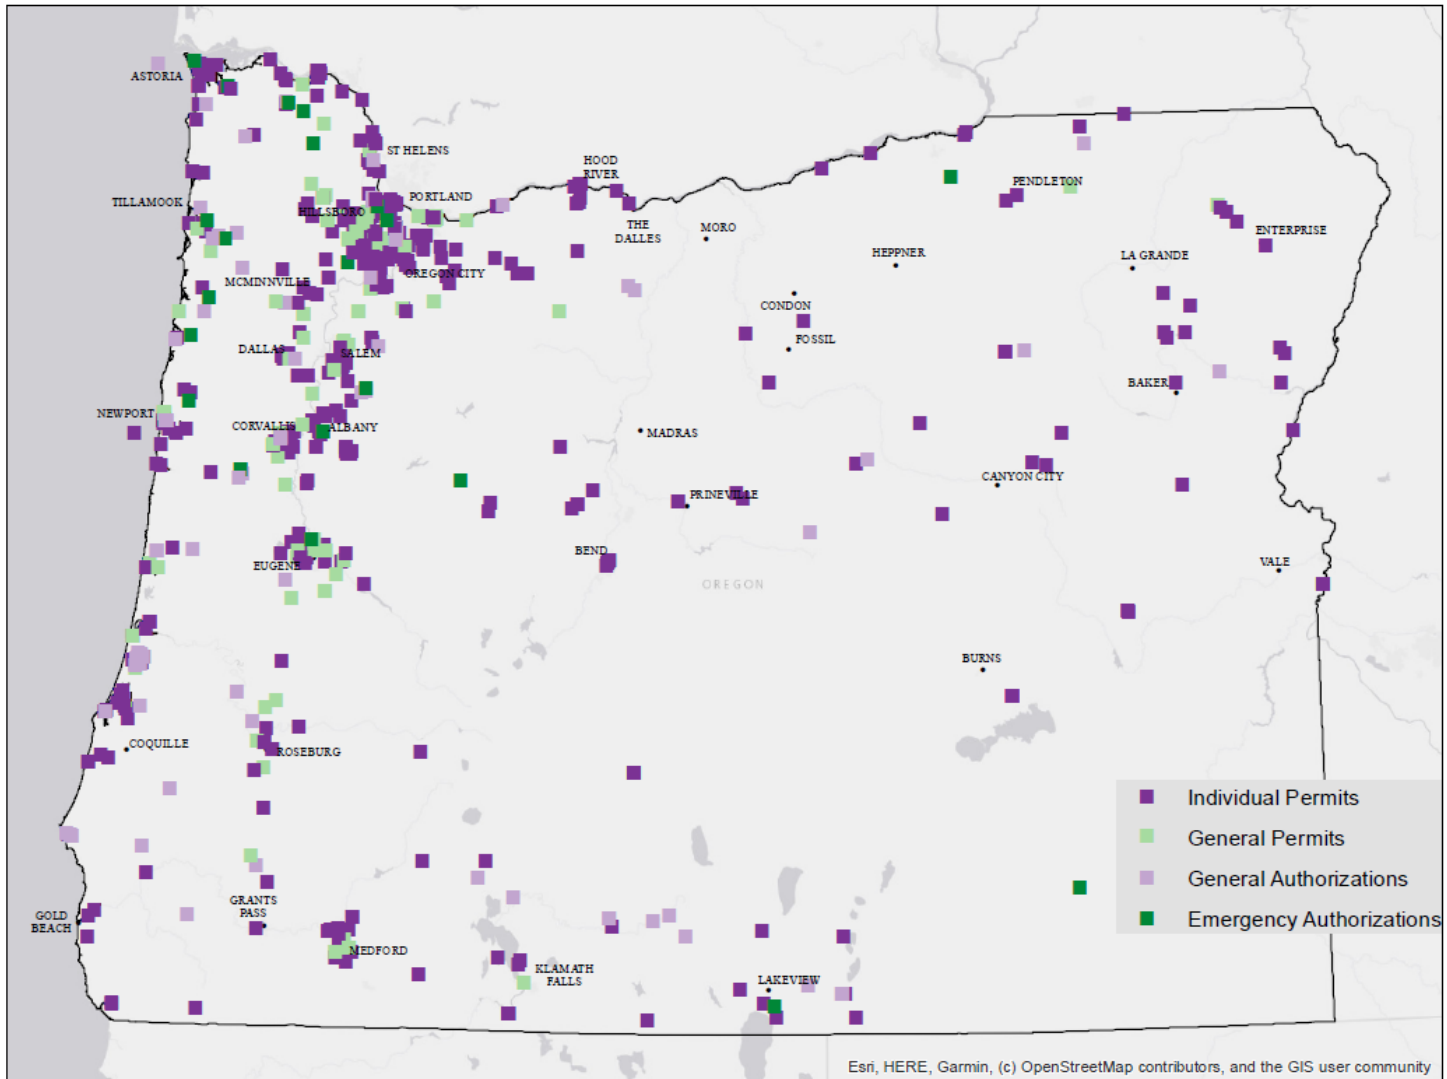 ASTORIA
ST HELENS
HOOD
RIVER
PORTLAND
TILLAMOOK
HILLSBORO
THE
DALLES
MORO
PENDLETON
ENTERPRISE
HEPPNER
LA GRANDE
OREGON CITY
MCMINNVILLE
CONDON
FOSSIL
DALLAS
SALEM
BAKER
NEWPORT
CORVALLIS
ALBANY
MADRAS
CANYON CITY
PRINEVILLE
BEND
EUGENE
VALE
OREGON
BURNS
COQUILLE
ROSEBURG
Individual Permits
General Permits
General Authorizations
Emergency Authorizations
GRANTS
PASS
GOLD
BEACH
MEDFORD
KLAMATH
FALLS
LAKEVIEW
Esri, HERE, Garmin, (c) OpenStreetMap contributors, and the GIS user community